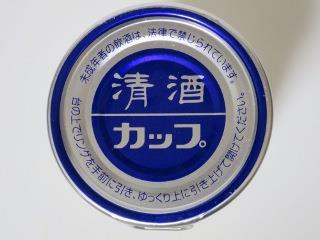 未成年者の飲酒は、法律で禁じられています。
清酒
カップ。
台の上でリングを手前に引き、ゆっくり上に引き上げて開けてください。